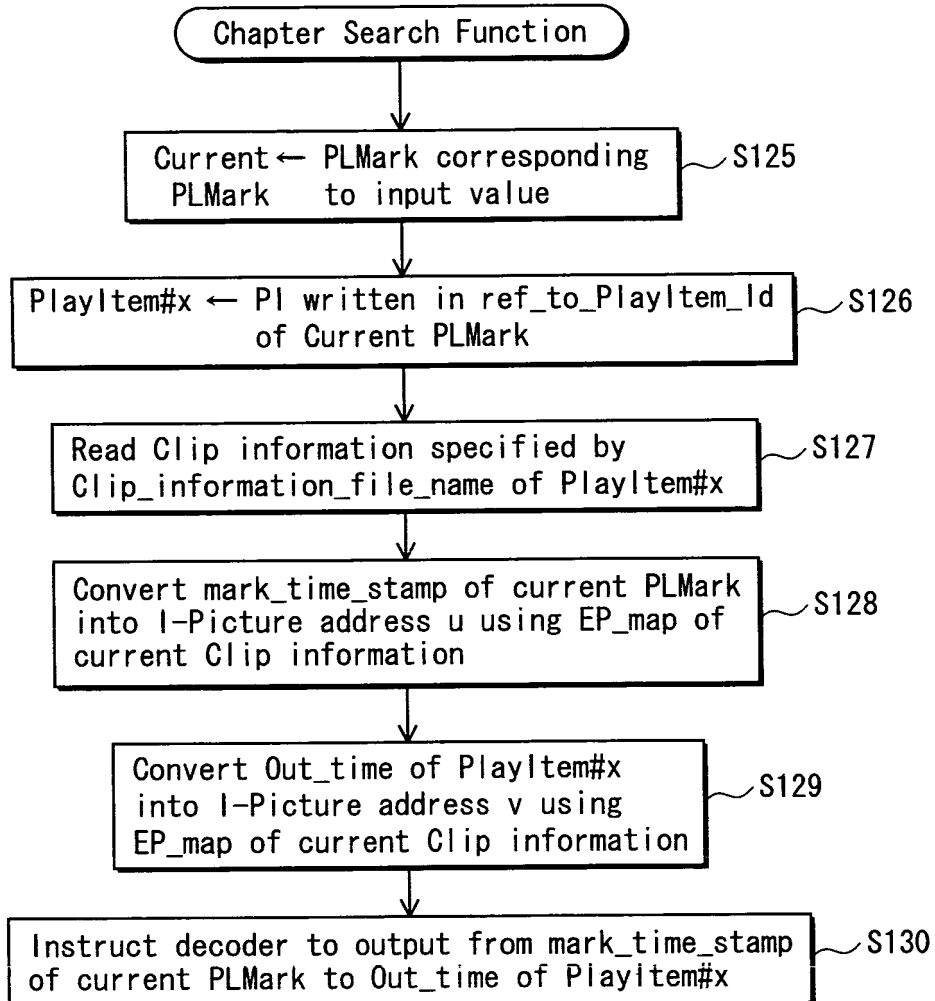 Chapter Search Function
Current ← PLMark corresponding
PLMark to input value
S125
PlayItem#x ← PI written in ref_to_PlayItem_Id
of Current PLMark
S126
Read Clip information specified by
Clip_information_file_name of PlayItem#x
S127
Convert mark_time_stamp of current PLMark
into I-Picture address u using EP_map of
current Clip information
S128
Convert Out_time of PlayItem#x
into I-Picture address v using
EP_map of current Clip information
S129
Instruct decoder to output from mark_time_stamp
of current PLMark to Out_time of PlayItem#x
S130